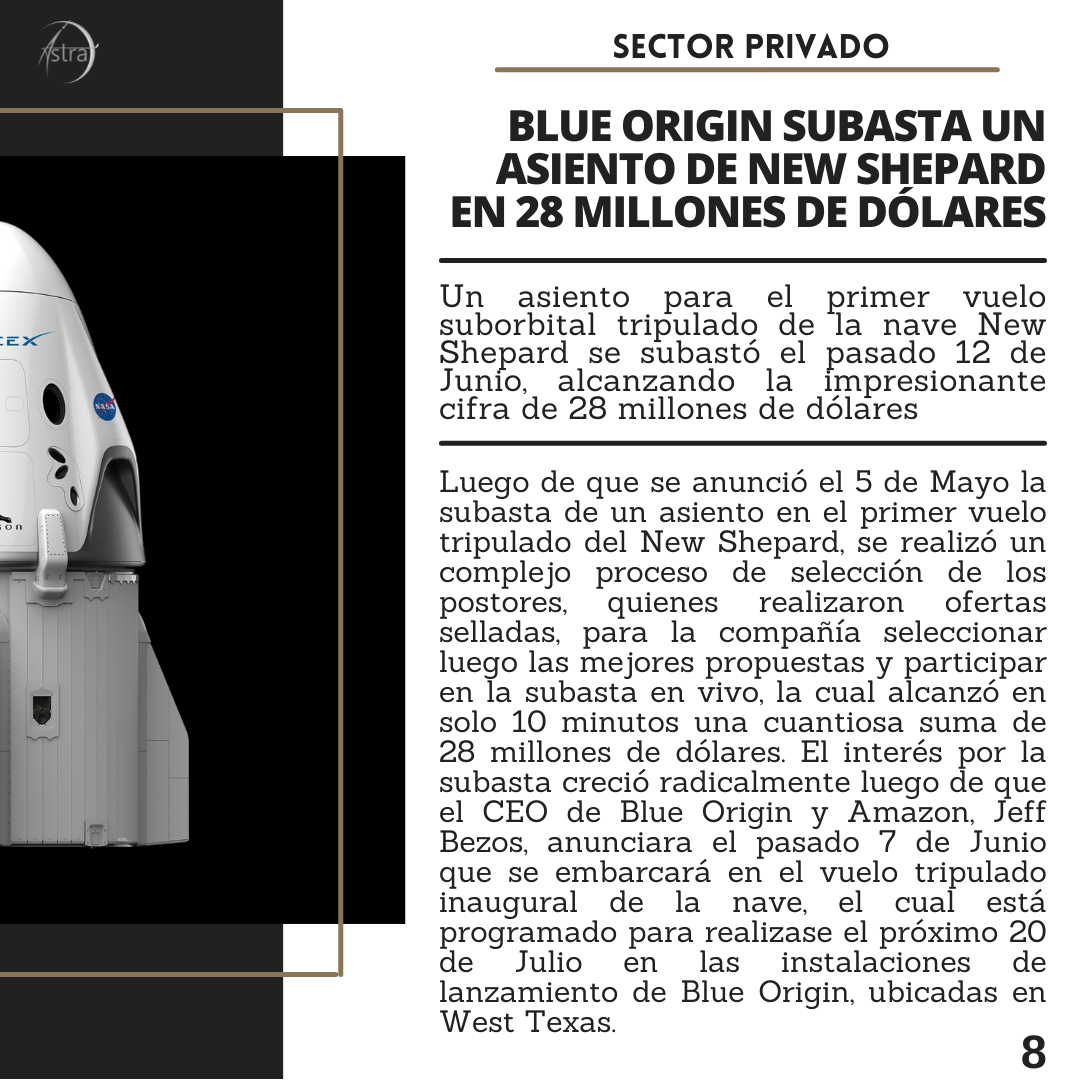 Astra
SECTOR PRIVADO
BLUE ORIGIN SUBASTA UN
ASIENTO DE NEW SHEPARD
EN 28 MILLONES DE DÓLARES
Un asiento para el primer vuelo
suborbital tripulado de la nave New
Shepard se subastó el pasado 12 de
Junio, alcanzando la impresionante
cifra de 28 millones de dólares
Luego de que se anunció el 5 de Mayo la
subasta de un asiento en el primer vuelo
tripulado del New Shepard, se realizó un
complejo proceso de selección de los
postores, quienes realizaron ofertas
selladas, para la compañía seleccionar
luego las mejores propuestas y participar
en la subasta en vivo, la cual alcanzó en
solo 10 minutos una cuantiosa suma de
28 millones de dólares. El interés por la
subasta creció radicalmente luego de que
el CEO de Blue Origin y Amazon, Jeff
Bezos, anunciara el pasado 7 de Junio
que se embarcará en el vuelo tripulado
inaugural de la nave, el cual está
programado para realizase el próximo 20
de Julio en las instalaciones de
lanzamiento de Blue Origin, ubicadas en
West Texas.
CEX
NASA
son
8